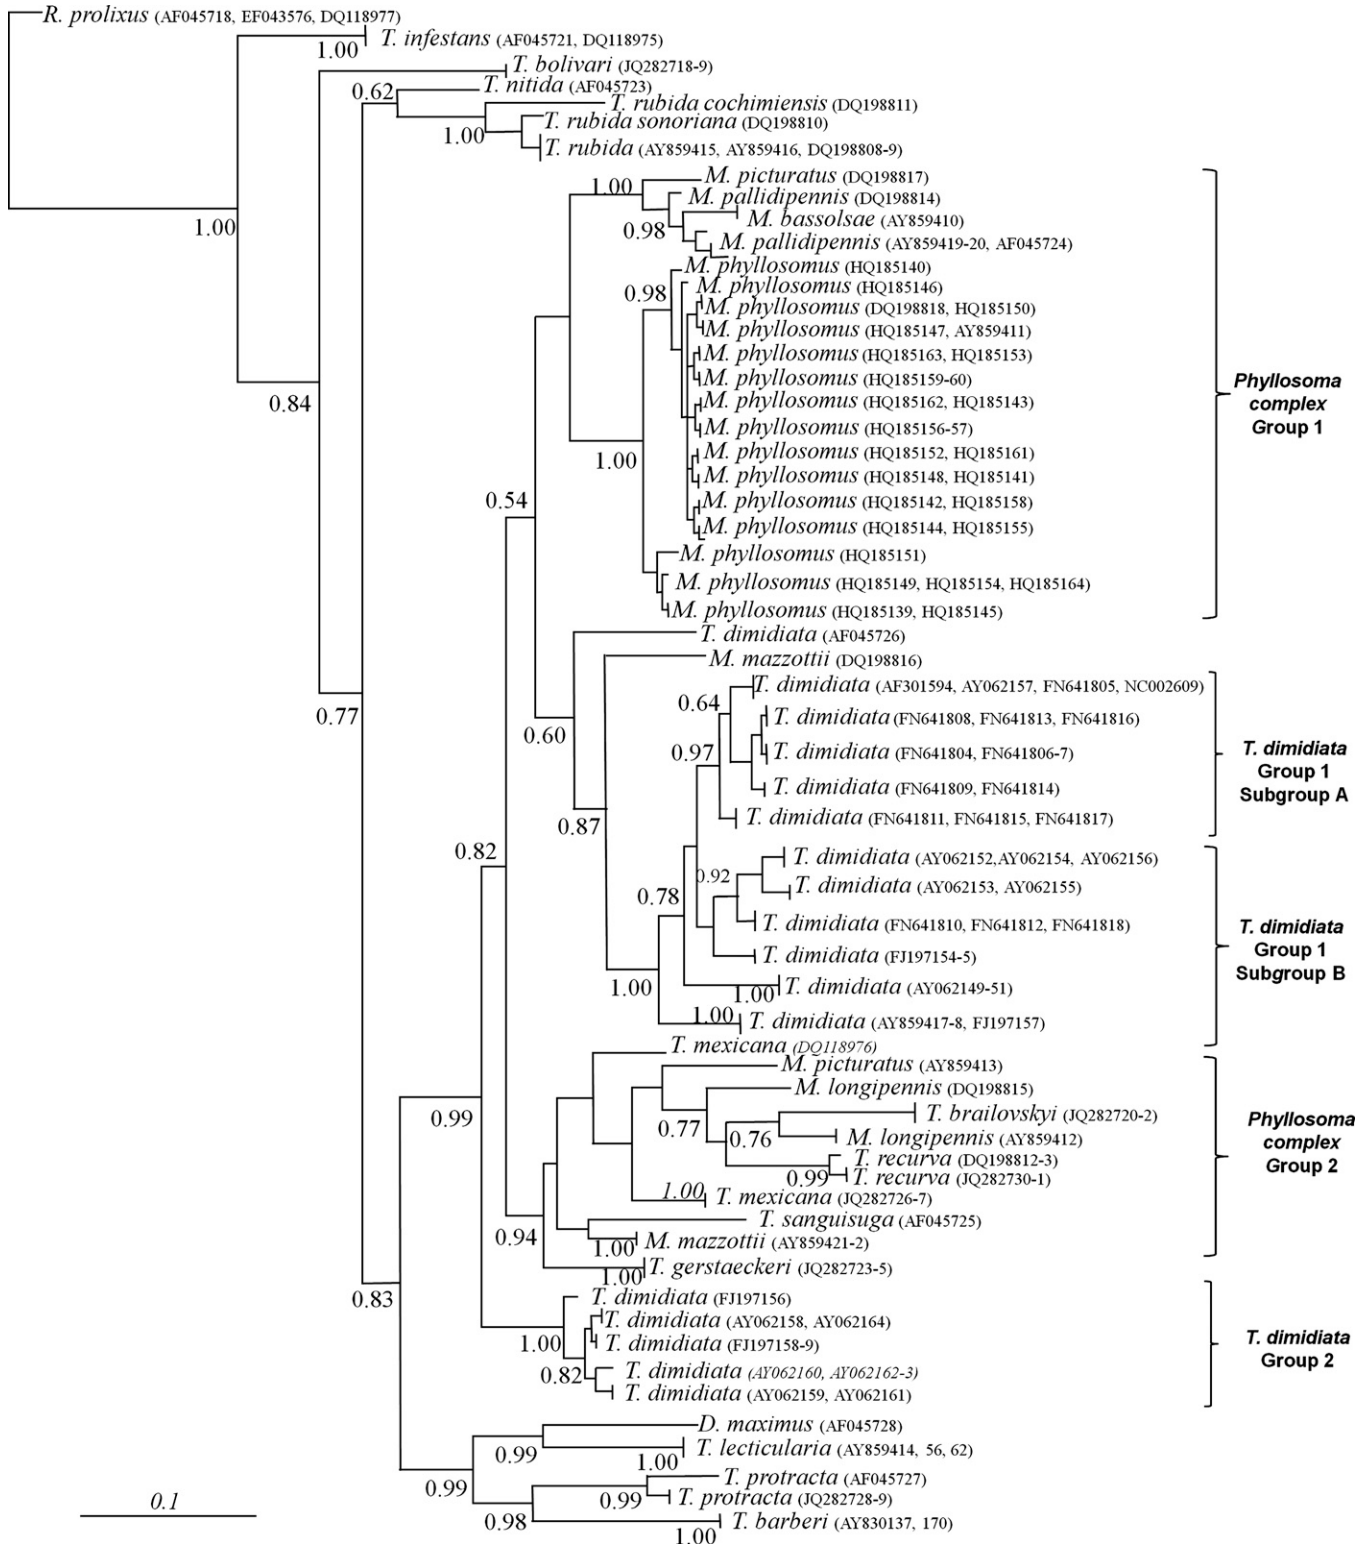 R. prolixus (AF045718, EF043576, DQ118977)
T. infestans (AF045721, DQ118975)
1.00
T. bolivari (JQ282718-9)
T. nitida (AF045723)
0.62
T. rubida cochimiensis (DQ198811)
T. rubida sonoriana (DQ198810)
1.00
T. rubida (AY859415, AY859416, DQ198808-9)
M. picturatus (DQ198817)
1.00
M. pallidipennis (DQ198814)
M. bassolsae (AY859410)
1.00
0.98
M. pallidipennis (AY859419-20, AF045724)
M. phyllosomus (HQ185140)
M. phyllosomus (HQ185146)
0.98
M. phyllosomus (DQ198818, HQ185150)
M. phyllosomus (HQ185147, AY859411)
M. phyllosomus (HQ185163, HQ185153)
M. phyllosomus (HQ185159-60)
Phyllosoma
complex
Group 1
0.84
M. phyllosomus (HQ185162, HQ185143)
M. phyllosomus (HQ185156-57)
M. phyllosomus (HQ185152, HQ185161)
1.00
M. phyllosomus (HQ185148, HQ185141)
0.54
M. phyllosomus (HQ185142, HQ185158)
M. phyllosomus (HQ185144, HQ185155)
M. phyllosomus (HQ185151)
M. phyllosomus (HQ185149, HQ185154, HQ185164)
M. phyllosomus (HQ185139, HQ185145)
T. dimidiata (AF045726)
M. mazzottii (DQ198816)
T. dimidiata (AF301594, AY062157, FN641805, NC002609)
0.64
0.77
T. dimidiata (FN641808, FN641813, FN641816)
0.60
0.97
T. dimidiata (FN641804, FN641806-7)
T. dimidiata
Group 1
Subgroup A
T. dimidiata (FN641809, FN641814)
T. dimidiata (FN641811, FN641815, FN641817)
0.87
0.82
T. dimidiata (AY062152,AY062154, AY062156)
0.92
T. dimidiata (AY062153, AY062155)
0.78
T. dimidiata (FN641810, FN641812, FN641818)
T. dimidiata
Group 1
Subgroup B
T. dimidiata (FJ197154-5)
1.00
T. dimidiata (AY062149-51)
1.00
1.00
T. dimidiata (AY859417-8, FJ197157)
T. mexicana (DQ118976)
M. picturatus (AY859413)
M. longipennis (DQ198815)
0.99
T. brailovskyi (JQ282720-2)
0.77
0.76
M. longipennis (AY859412)
Phyllosoma
complex
Group 2
T. recurva (DQ198812-3)
0.99
T. recurva (JQ282730-1)
1.00
T. mexicana (JQ282726-7)
T. sanguisuga (AF045725)
0.94
M. mazzottii (AY859421-2)
1.00
T. gerstaeckeri (JQ282723-5)
1.00
0.83
T. dimidiata (FJ197156)
T. dimidiata (AY062158, AY062164)
1.00
T. dimidiata (FJ197158-9)
T. dimidiata
Group 2
0.82
T. dimidiata (AY062160, AY062162-3)
T. dimidiata (AY062159, AY062161)
D. maximus (AF045728)
0.99
T. lecticularia (AY859414, 56, 62)
1.00
0.99
T. protracta (AF045727)
0.1
0.99
T. protracta (JQ282728-9)
0.98
T. barberi (AY830137, 170)
1.00